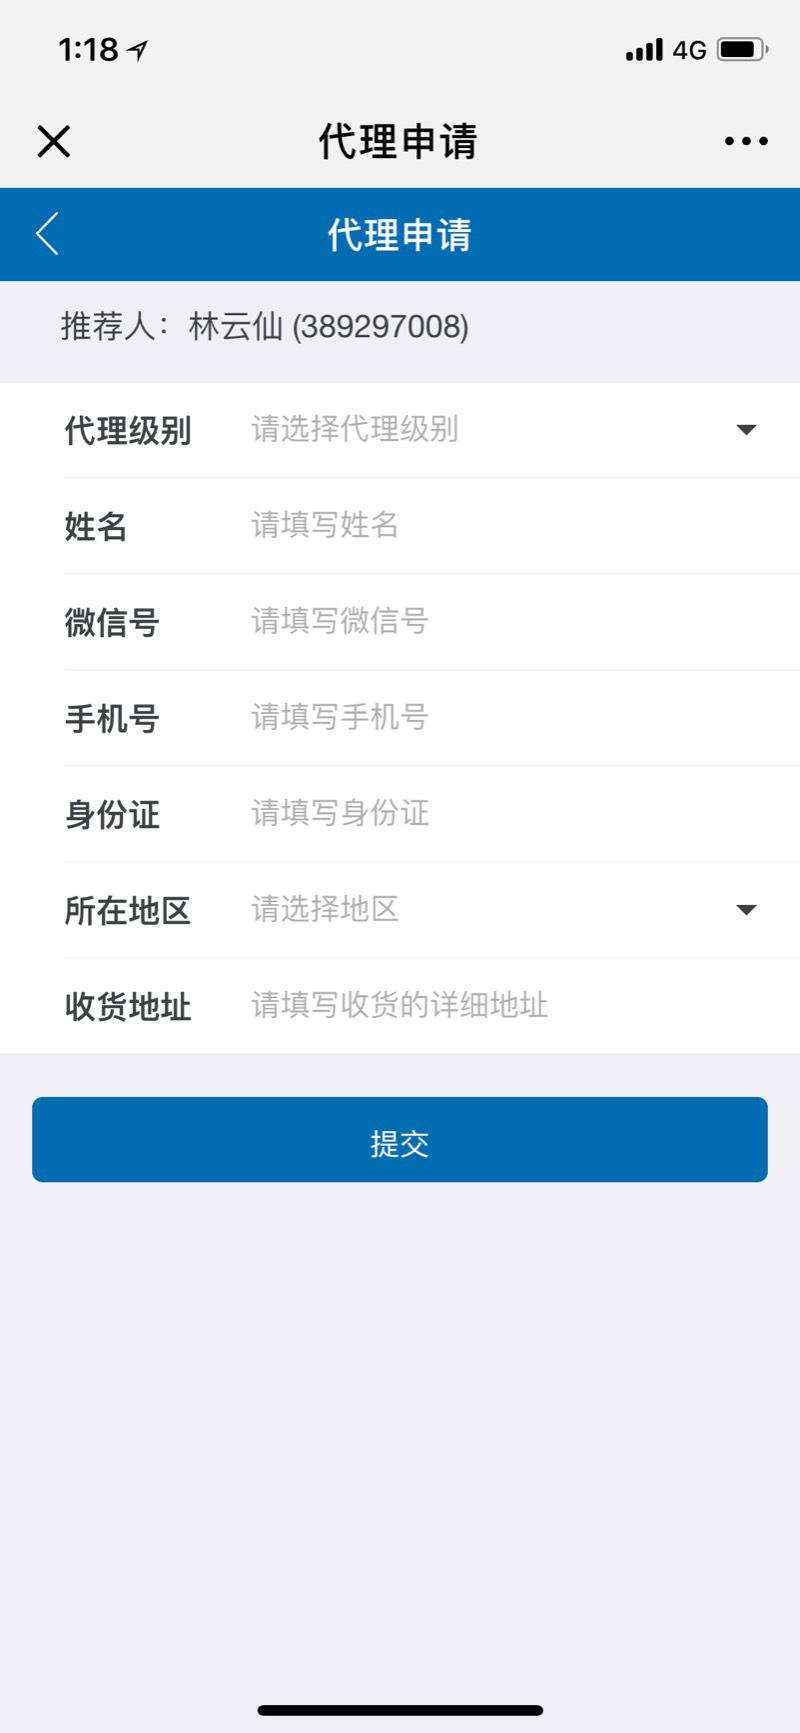 1:18 4G
代理申请
代理申请
推荐人：林云仙 (389297008)
代理级别 请选择代理级别
姓名 请填写姓名
微信号 请填写微信号
手机号 请填写手机号
身份证 请填写身份证
所在地区 请选择地区
收货地址 请填写收货的详细地址
提交